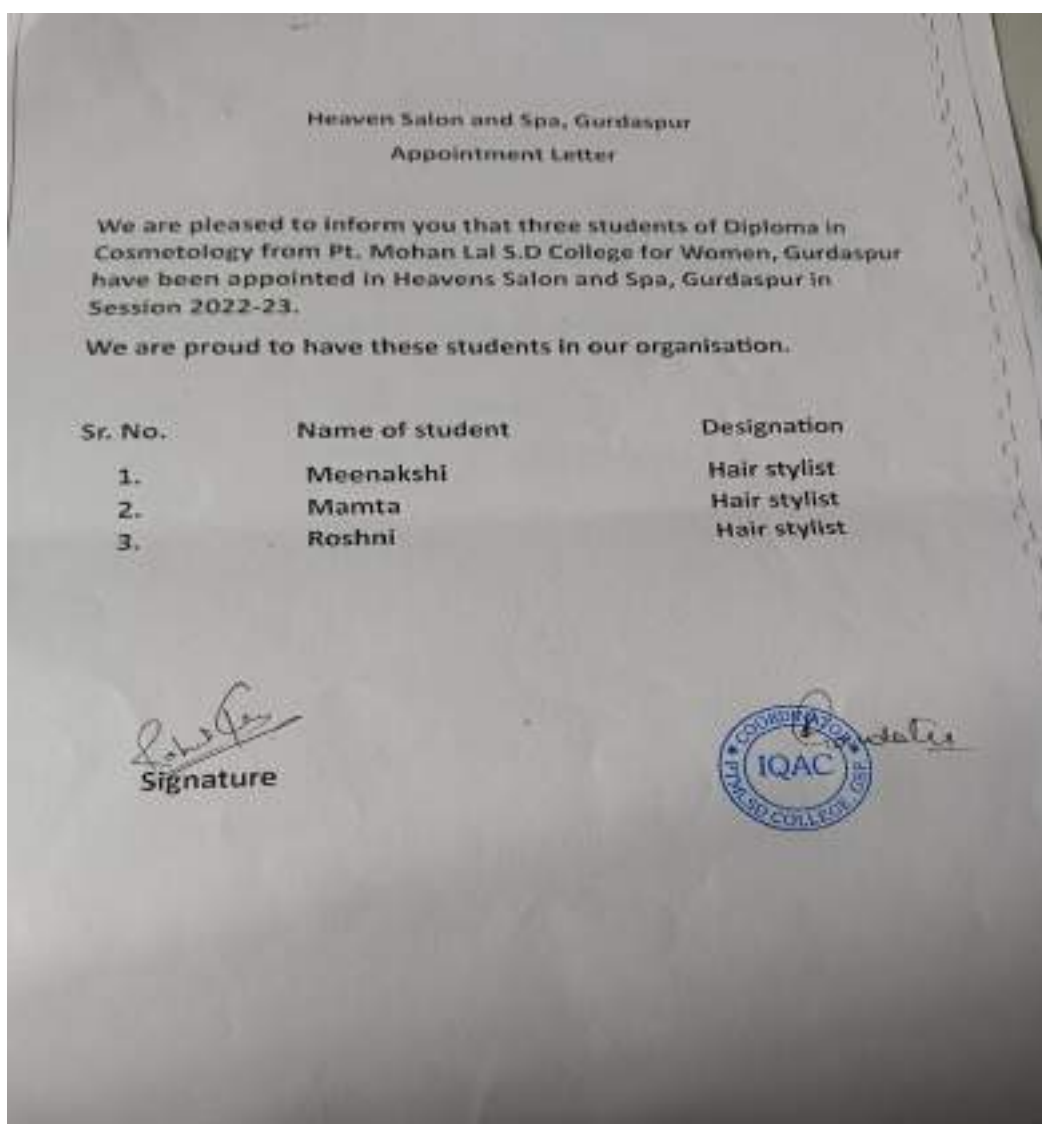 Heaven Salon and Spa, Gurdaspur
Appointment Letter
We are pleased to inform you that three students of Diploma in
Cosmetology from Pt. Mohan Lal S.D College for Women, Gurdaspur
have been appointed in Heavens Salon and Spa, Gurdaspur in
Session 2022-23.
We are proud to have these students in our organisation.
Sr. No. Name of student Designation
1. Meenakshi Hair stylist
2. Mamta Hair stylist
3. Roshni Hair stylist
Signature
COORDINATOR
IQAC
PTMLSD COLLEGE, GSP